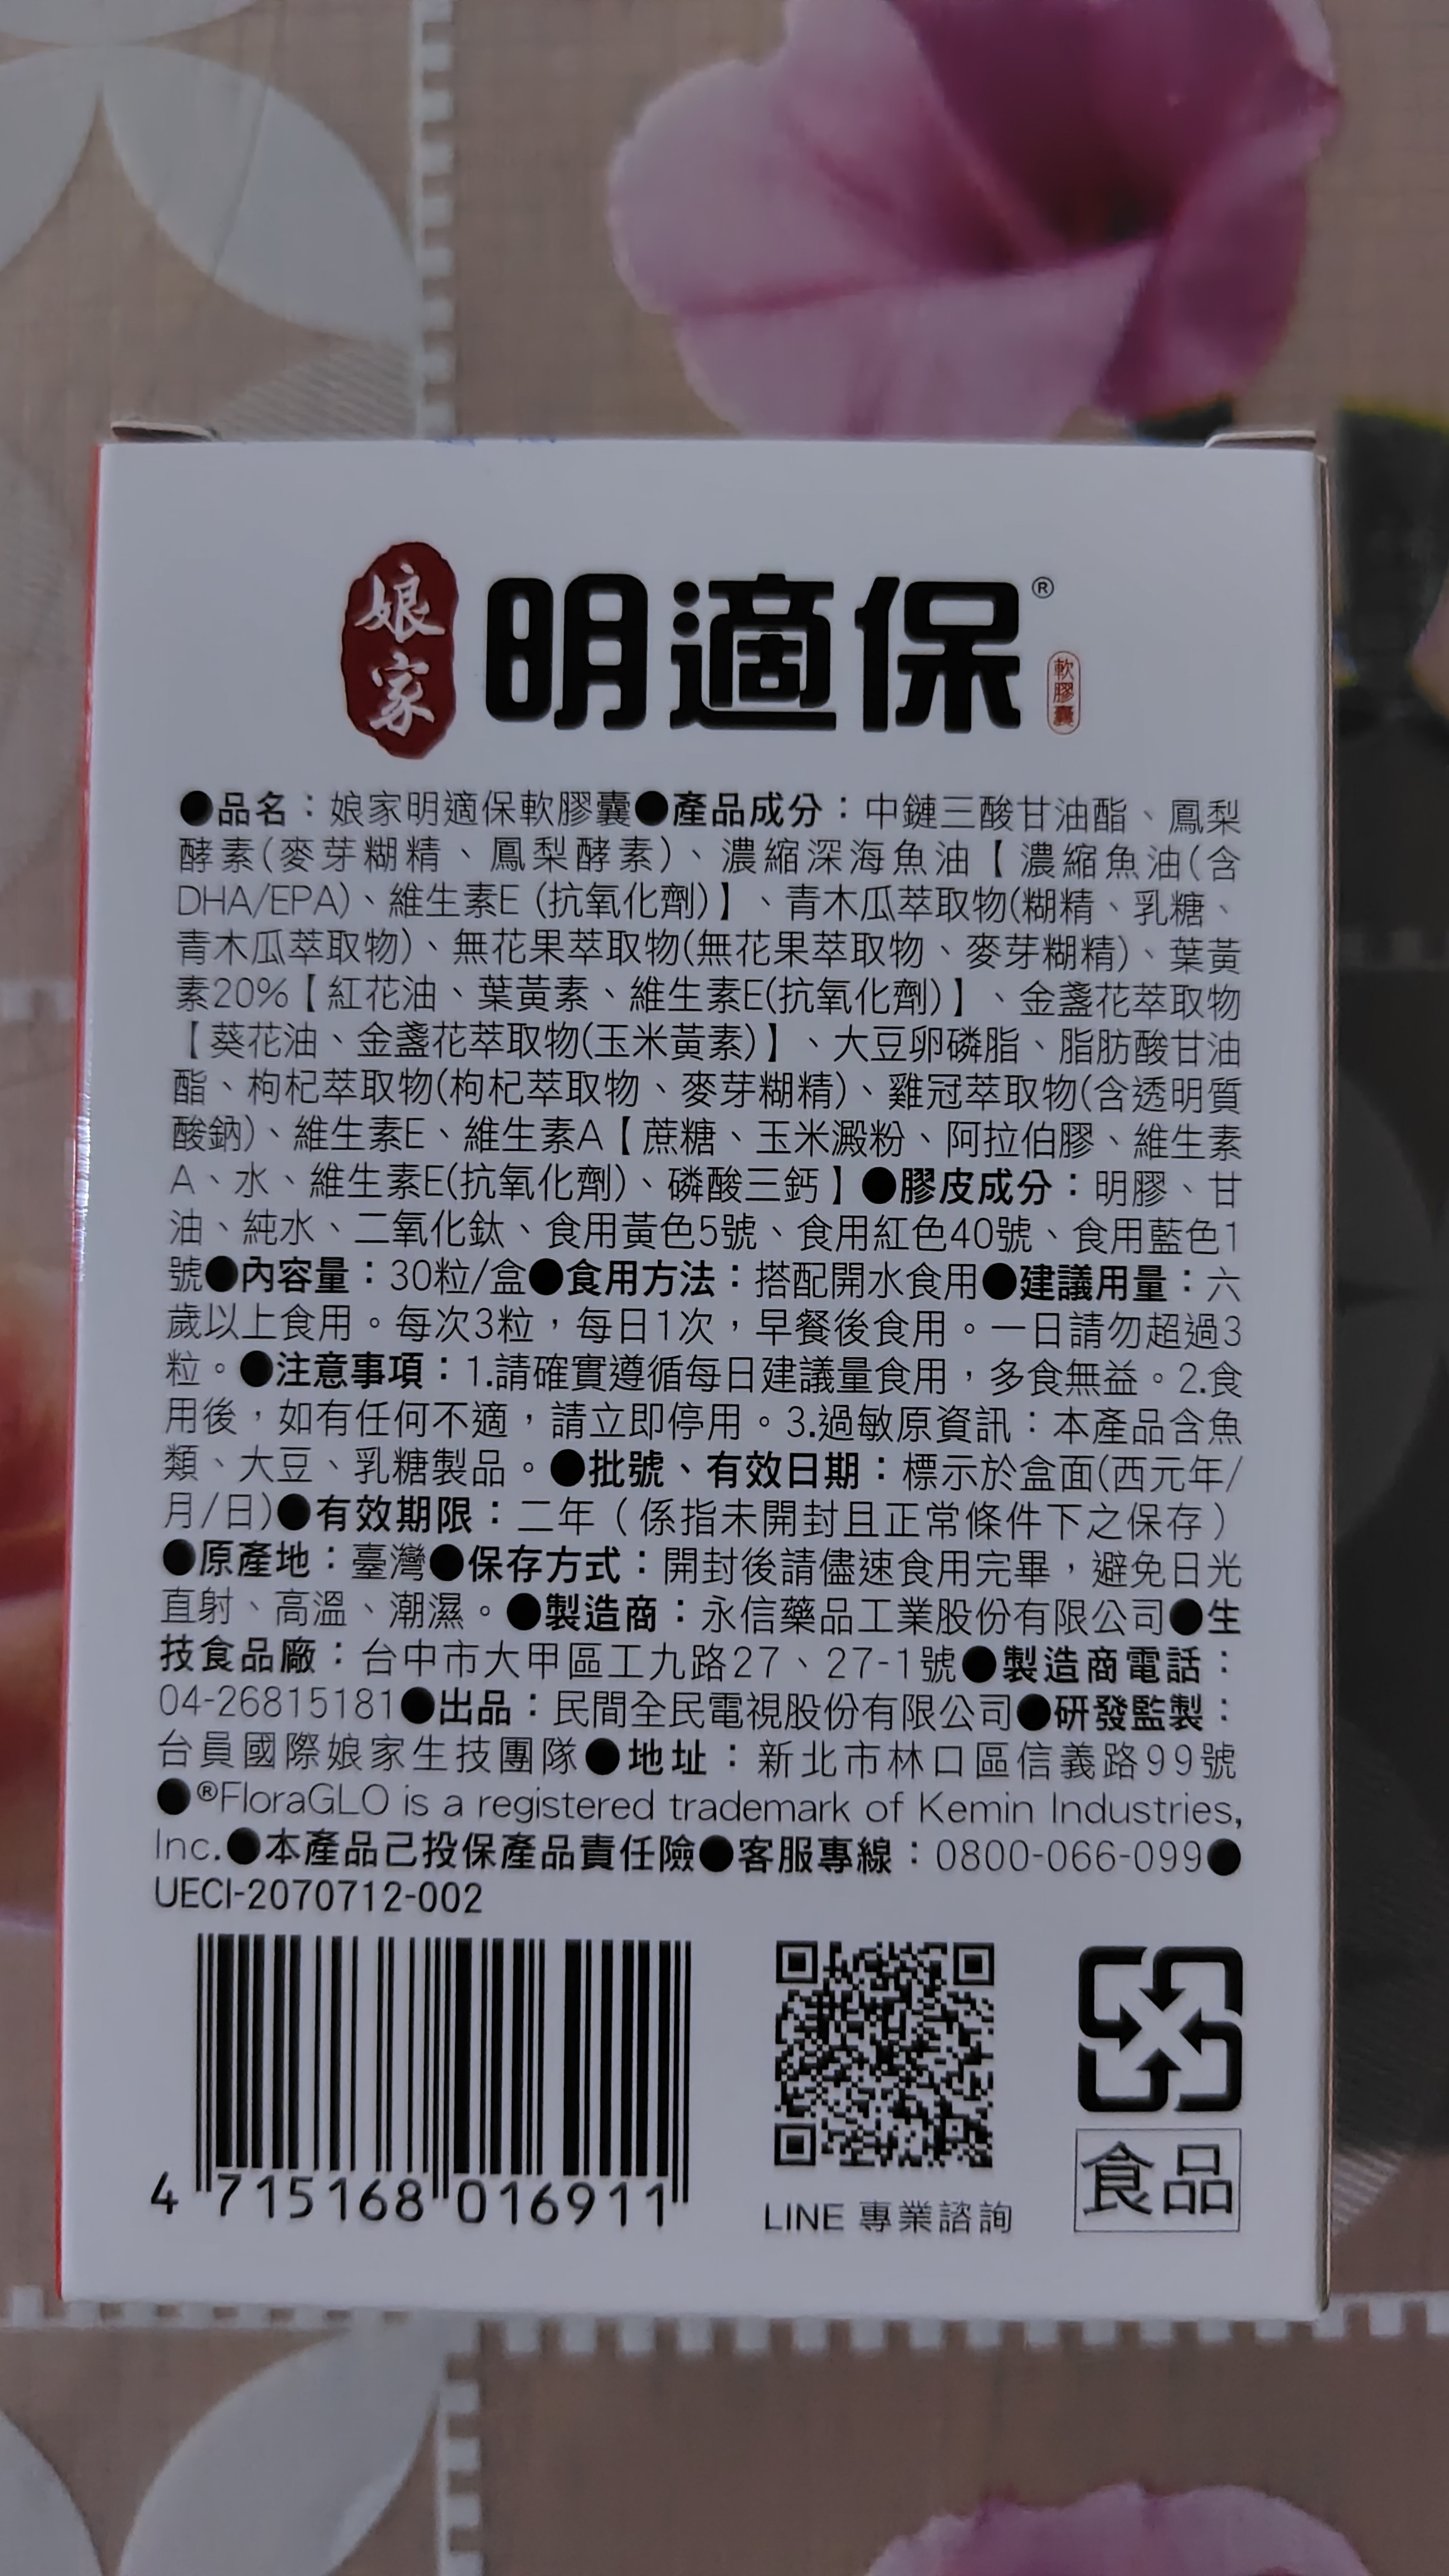 娘家 明適保® 軟膠囊
●品名：娘家明適保軟膠囊●產品成分：中鏈三酸甘油酯、鳳梨
酵素(麥芽糊精、鳳梨酵素)、濃縮深海魚油【濃縮魚油(含
DHA/EPA)、維生素E (抗氧化劑)】、青木瓜萃取物(糊精、乳糖、
青木瓜萃取物)、無花果萃取物(無花果萃取物、麥芽糊精)、葉黃
素20%【紅花油、葉黃素、維生素E(抗氧化劑)】、金盞花萃取物
【葵花油、金盞花萃取物(玉米黃素)】、大豆卵磷脂、脂肪酸甘油
酯、枸杞萃取物(枸杞萃取物、麥芽糊精)、雞冠萃取物(含透明質
酸鈉)、維生素E、維生素A【蔗糖、玉米澱粉、阿拉伯膠、維生素
A、水、維生素E(抗氧化劑)、磷酸三鈣】●膠皮成分：明膠、甘
油、純水、二氧化鈦、食用黃色5號、食用紅色40號、食用藍色1
號●內容量：30粒/盒●食用方法：搭配開水食用●建議用量：六
歲以上食用。每次3粒，每日1次，早餐後食用。一日請勿超過3
粒。●注意事項：1.請確實遵循每日建議量食用，多食無益。2.食
用後，如有任何不適，請立即停用。3.過敏原資訊：本產品含魚
類、大豆、乳糖製品。●批號、有效日期：標示於盒面(西元年/
月/日)●有效期限：二年（係指未開封且正常條件下之保存）
●原產地：臺灣●保存方式：開封後請儘速食用完畢，避免日光
直射、高溫、潮濕。●製造商：永信藥品工業股份有限公司●生
技食品廠：台中市大甲區工九路27、27-1號●製造商電話：
04-26815181●出品：民間全民電視股份有限公司●研發監製：
台員國際娘家生技團隊●地址：新北市林口區信義路99號
●®FloraGLO is a registered trademark of Kemin Industries,
Inc.●本產品己投保產品責任險●客服專線：0800-066-099●
UECI-2070712-002
4 715168 016911
LINE 專業諮詢
食品